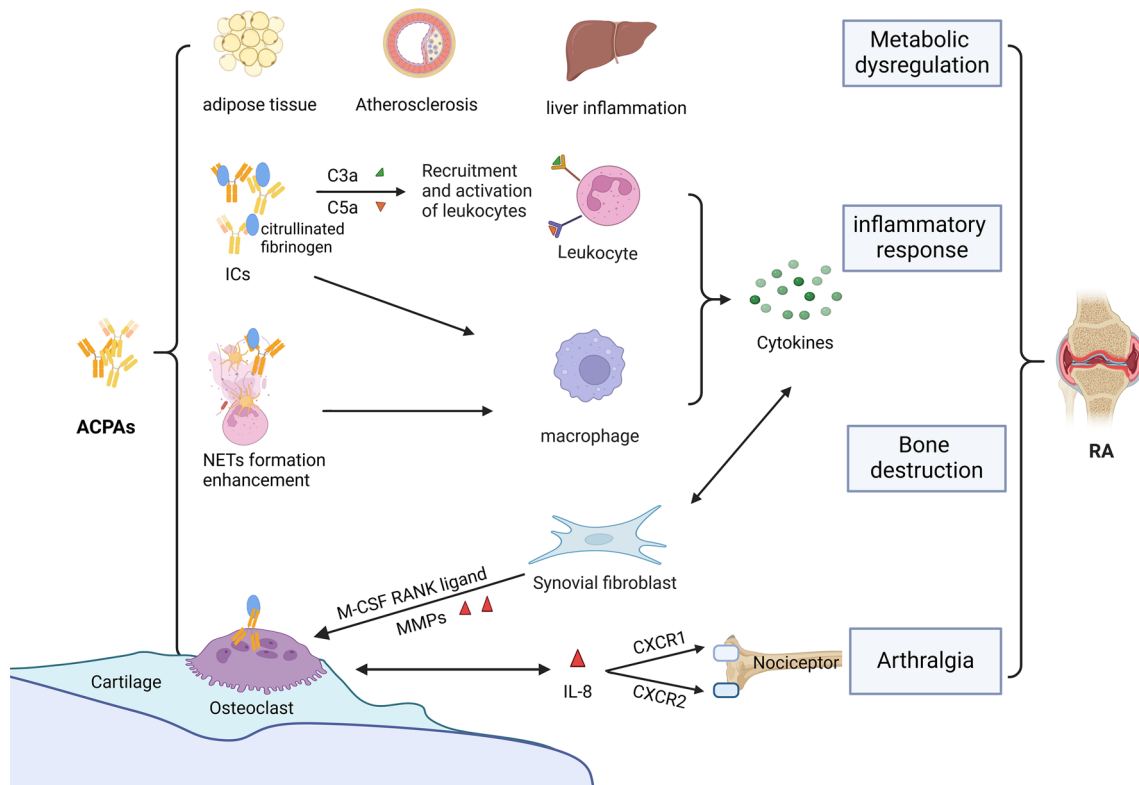 adipose tissue
Atherosclerosis
liver inflammation
Metabolic
dysregulation
C3a
C5a
Recruitment
and activation
of leukocytes
citrullinated
fibrinogen
ICs
Leukocyte
inflammatory
response
Cytokines
ACPAs
NETs formation
enhancement
macrophage
Bone
destruction
RA
Synovial fibroblast
M-CSF RANK ligand
MMPs
Cartilage
Osteoclast
IL-8
CXCR1
CXCR2
Nociceptor
Arthralgia